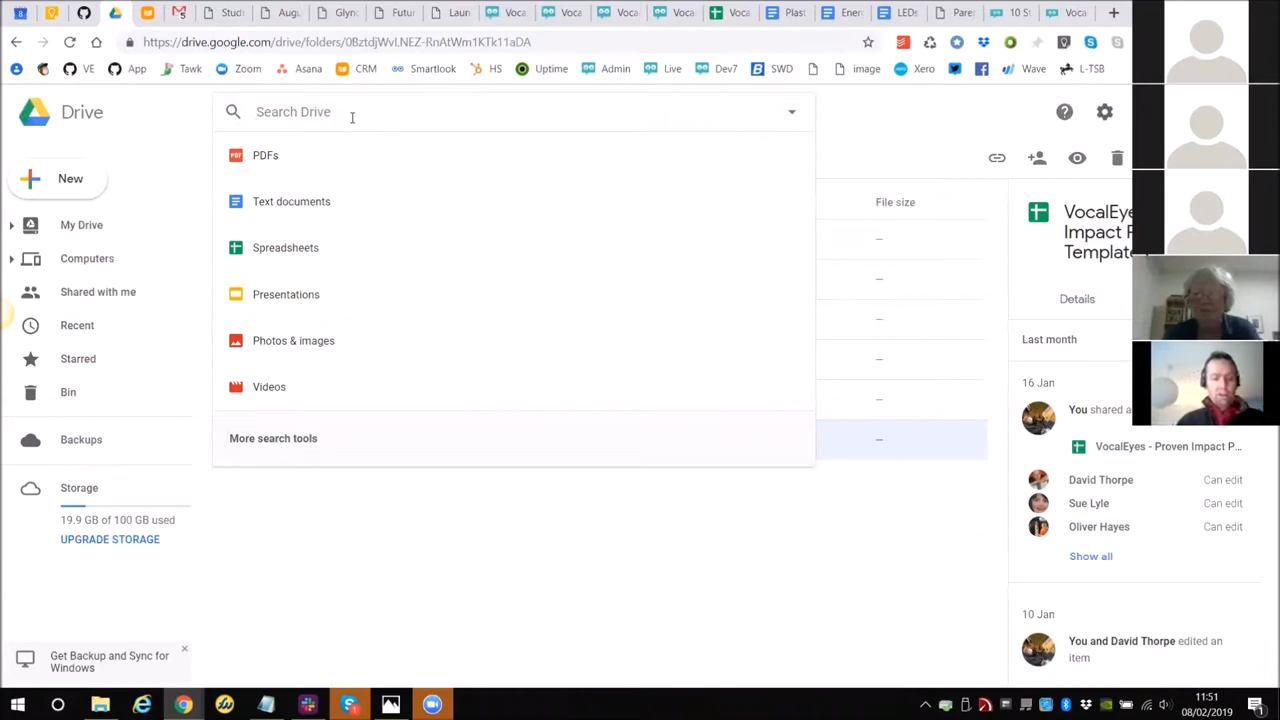 Stud
Aug
Glyn
Futur
Laun
Voca
Voca
Voca
Voca
Voca
Plast
Ener
LEDs
Pare
10 S
Voca
https://drive.google.com/drive/folders/0BztdjWvLNEZ-RnAtWm1KTk11aDA
VE
App
Tawk
Zoom
Asana
CRM
Smartlook
HS
Uptime
Admin
Live
Dev7
SWD
image
Xero
Wave
L-TSB
Drive
Search Drive
New
My Drive
Computers
Shared with me
Recent
Starred
Bin
Backups
Storage
19.9 GB of 100 GB used
UPGRADE STORAGE
Get Backup and Sync for
Windows
PDFs
Text documents
Spreadsheets
Presentations
Photos & images
Videos
More search tools
File size
VocalEye
Impact P
Template
Details
Last month
16 Jan
You shared a
VocalEyes - Proven Impact P...
David Thorpe Can edit
Sue Lyle Can edit
Oliver Hayes Can edit
Show all
10 Jan
You and David Thorpe edited an
item
11:51
08/02/2019